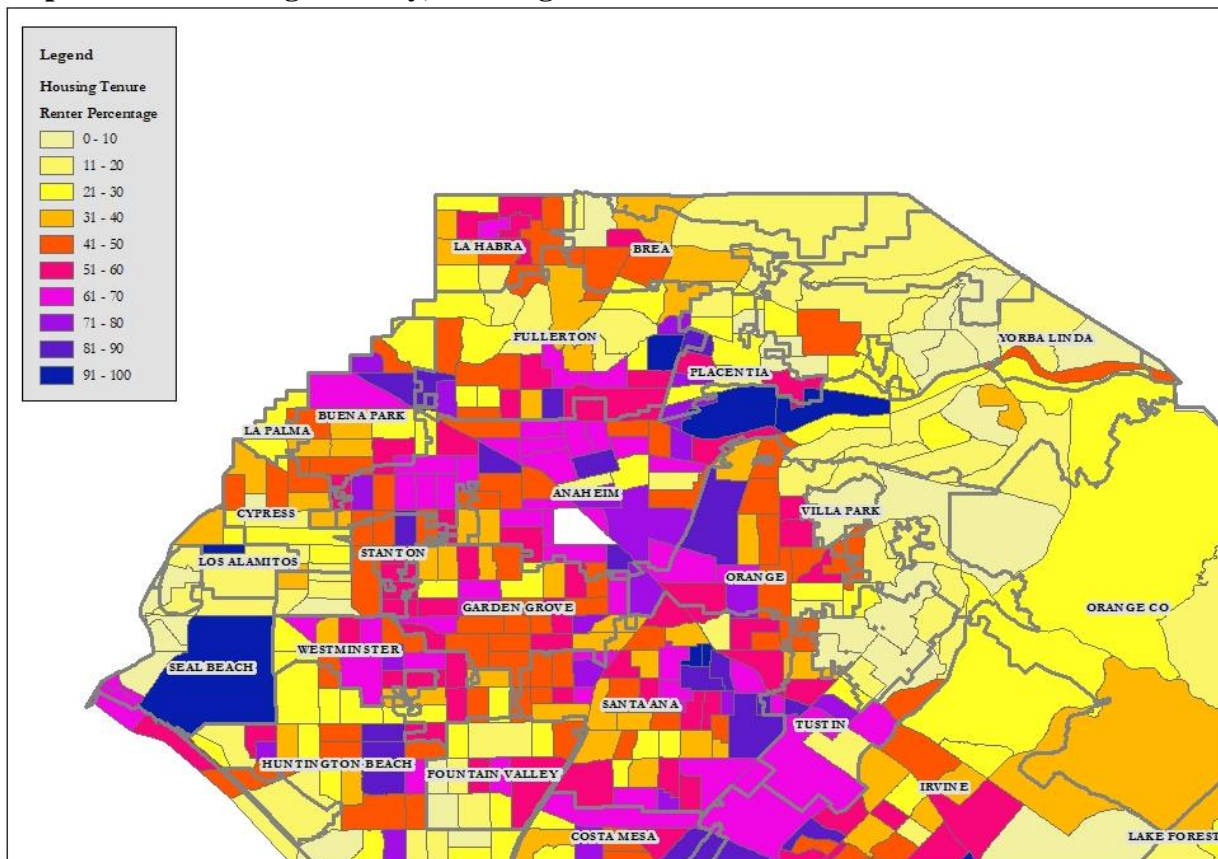 Legend
Housing Tenure
Renter Percentage
0 - 10
11 - 20
21 - 30
31 - 40
41 - 50
51 - 60
61 - 70
71 - 80
81 - 90
91 - 100
LA HABRA
BREA
FULLERTON
YORBA LINDA
PLACENTIA
BUENA PARK
LA PALMA
ANAHEIM
CYPRESS
VILLA PARK
STANTON
LOS ALAMITOS
ORANGE
GARDEN GROVE
ORANGE CO
WESTMINSTER
SEAL BEACH
SANTA ANA
TUSTIN
HUNTINGTON BEACH
FOUNTAIN VALLEY
IRVINE
COSTA MESA
LAKE FOREST